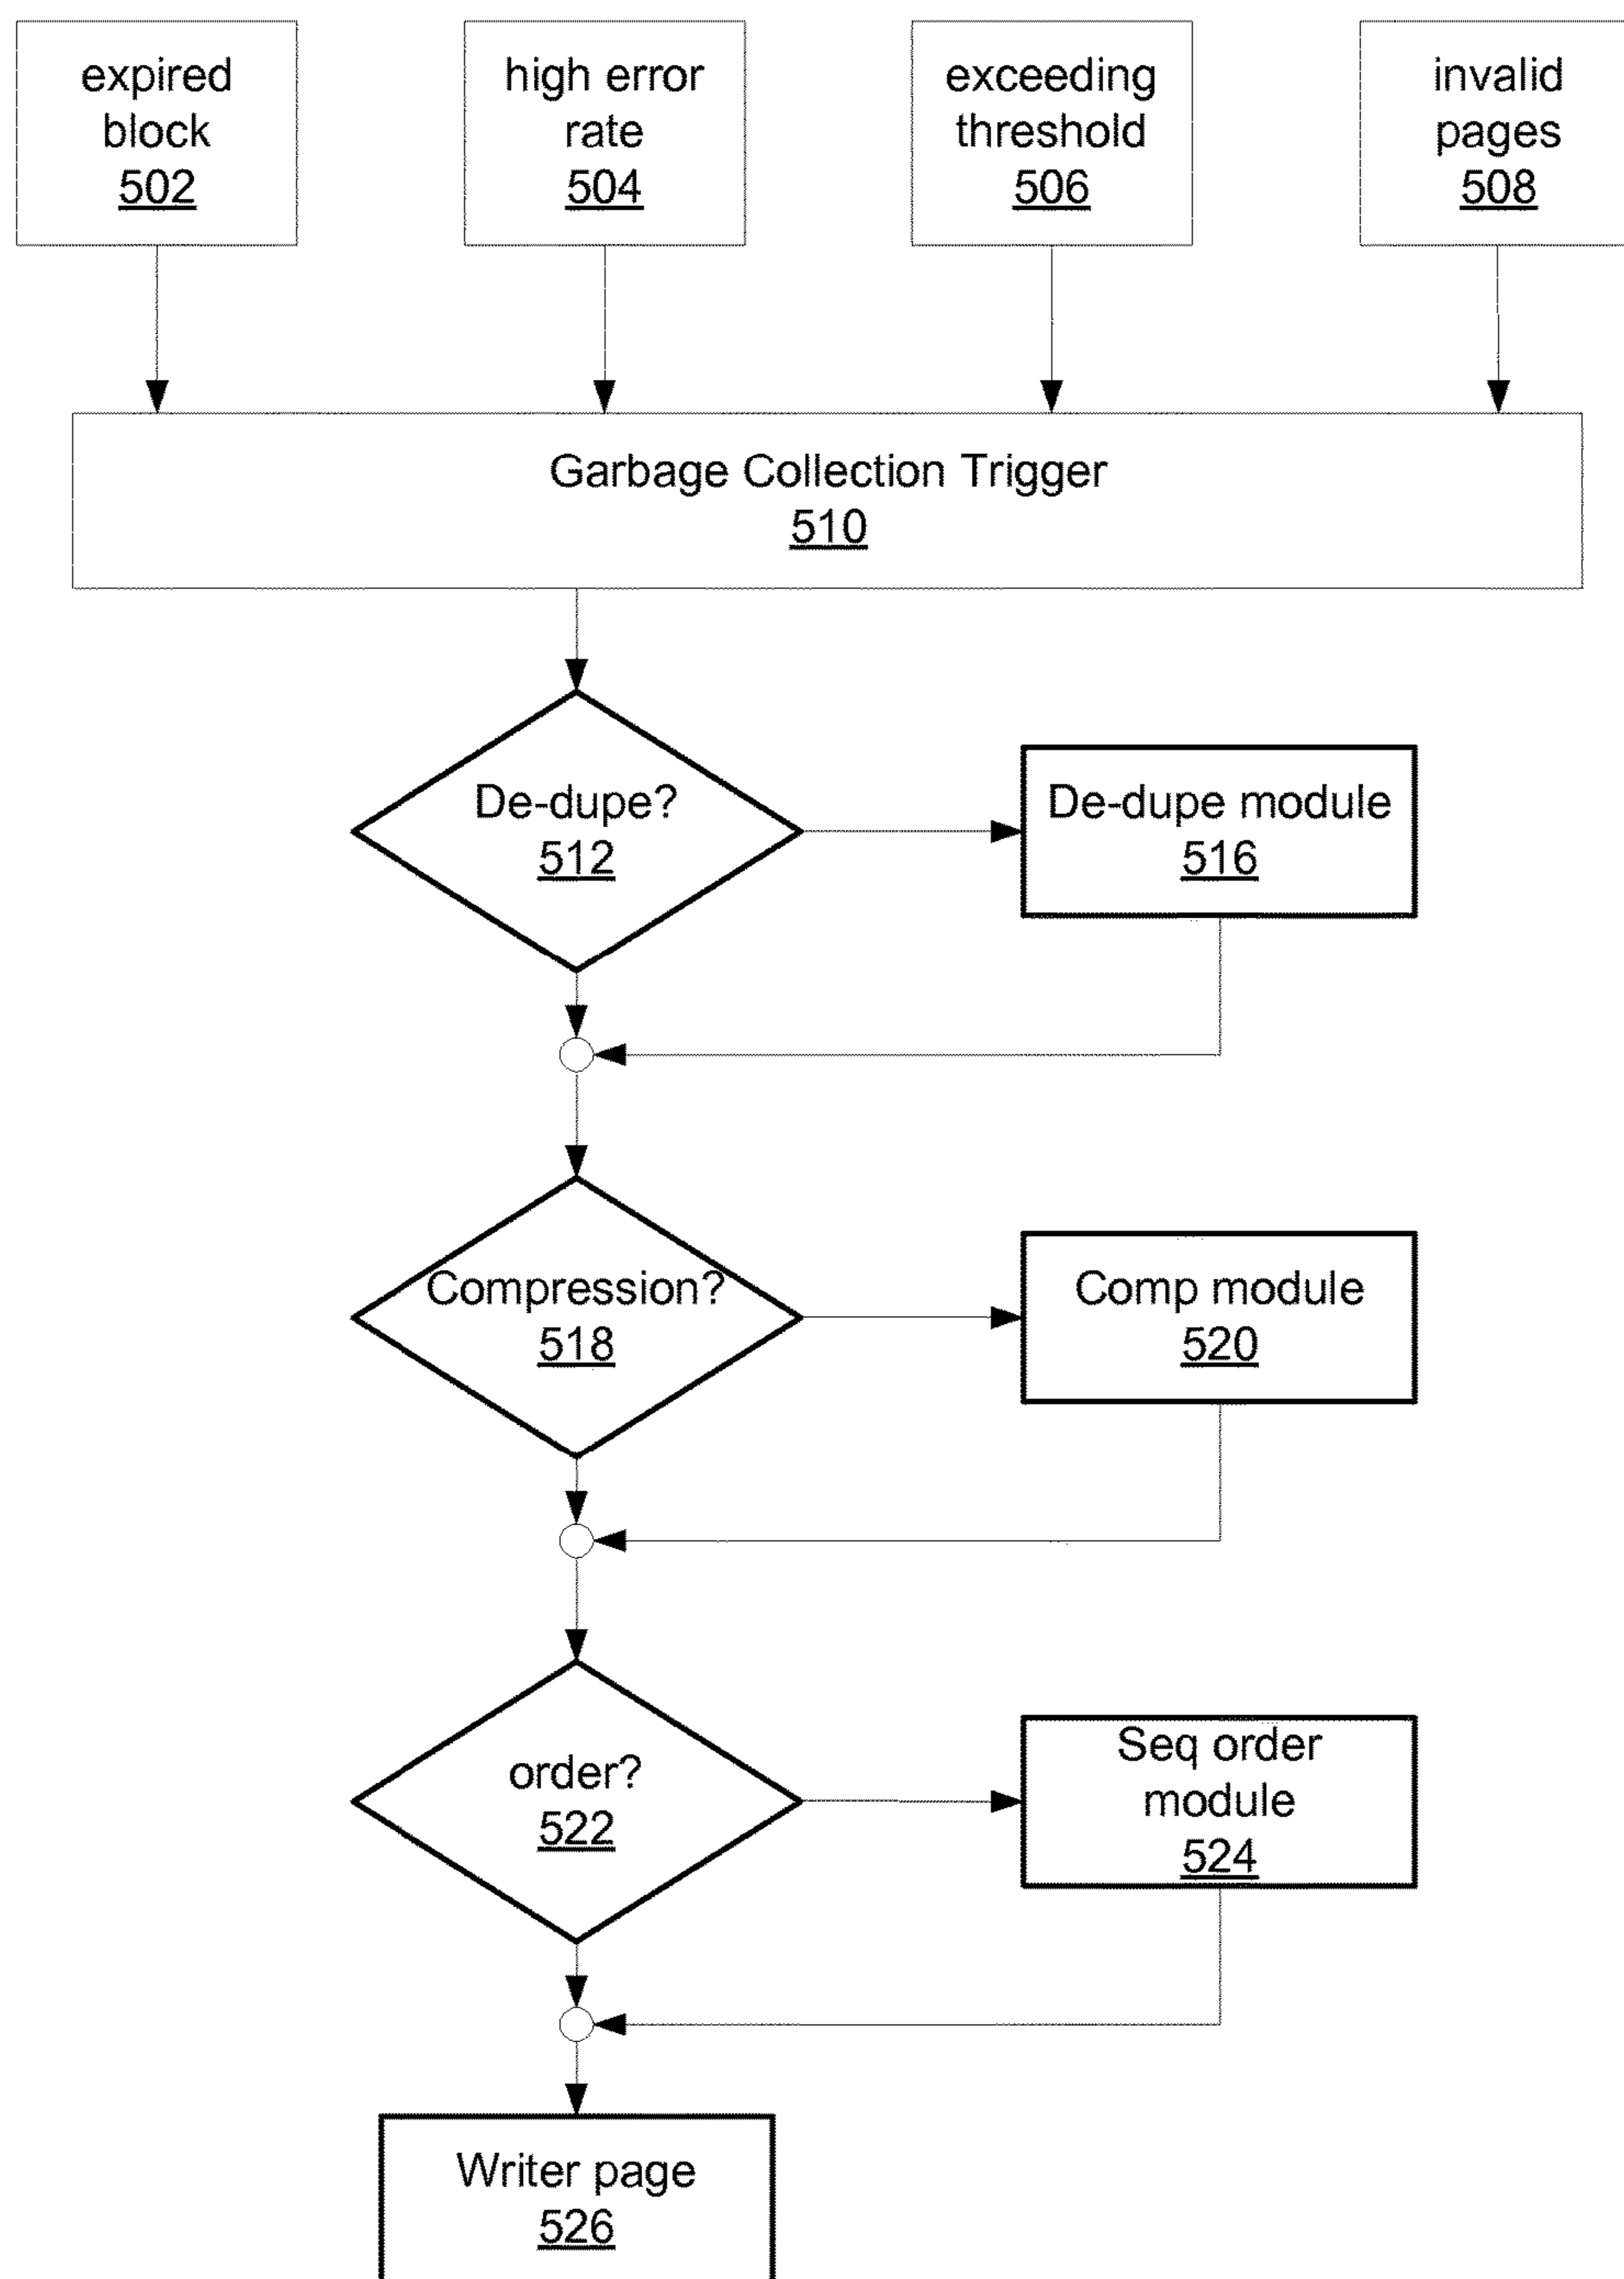 expired
block
502
high error
rate
504
exceeding
threshold
506
invalid
pages
508
Garbage Collection Trigger
510
De-dupe?
512
De-dupe module
516
Compression?
518
Comp module
520
order?
522
Seq order
module
524
Writer page
526